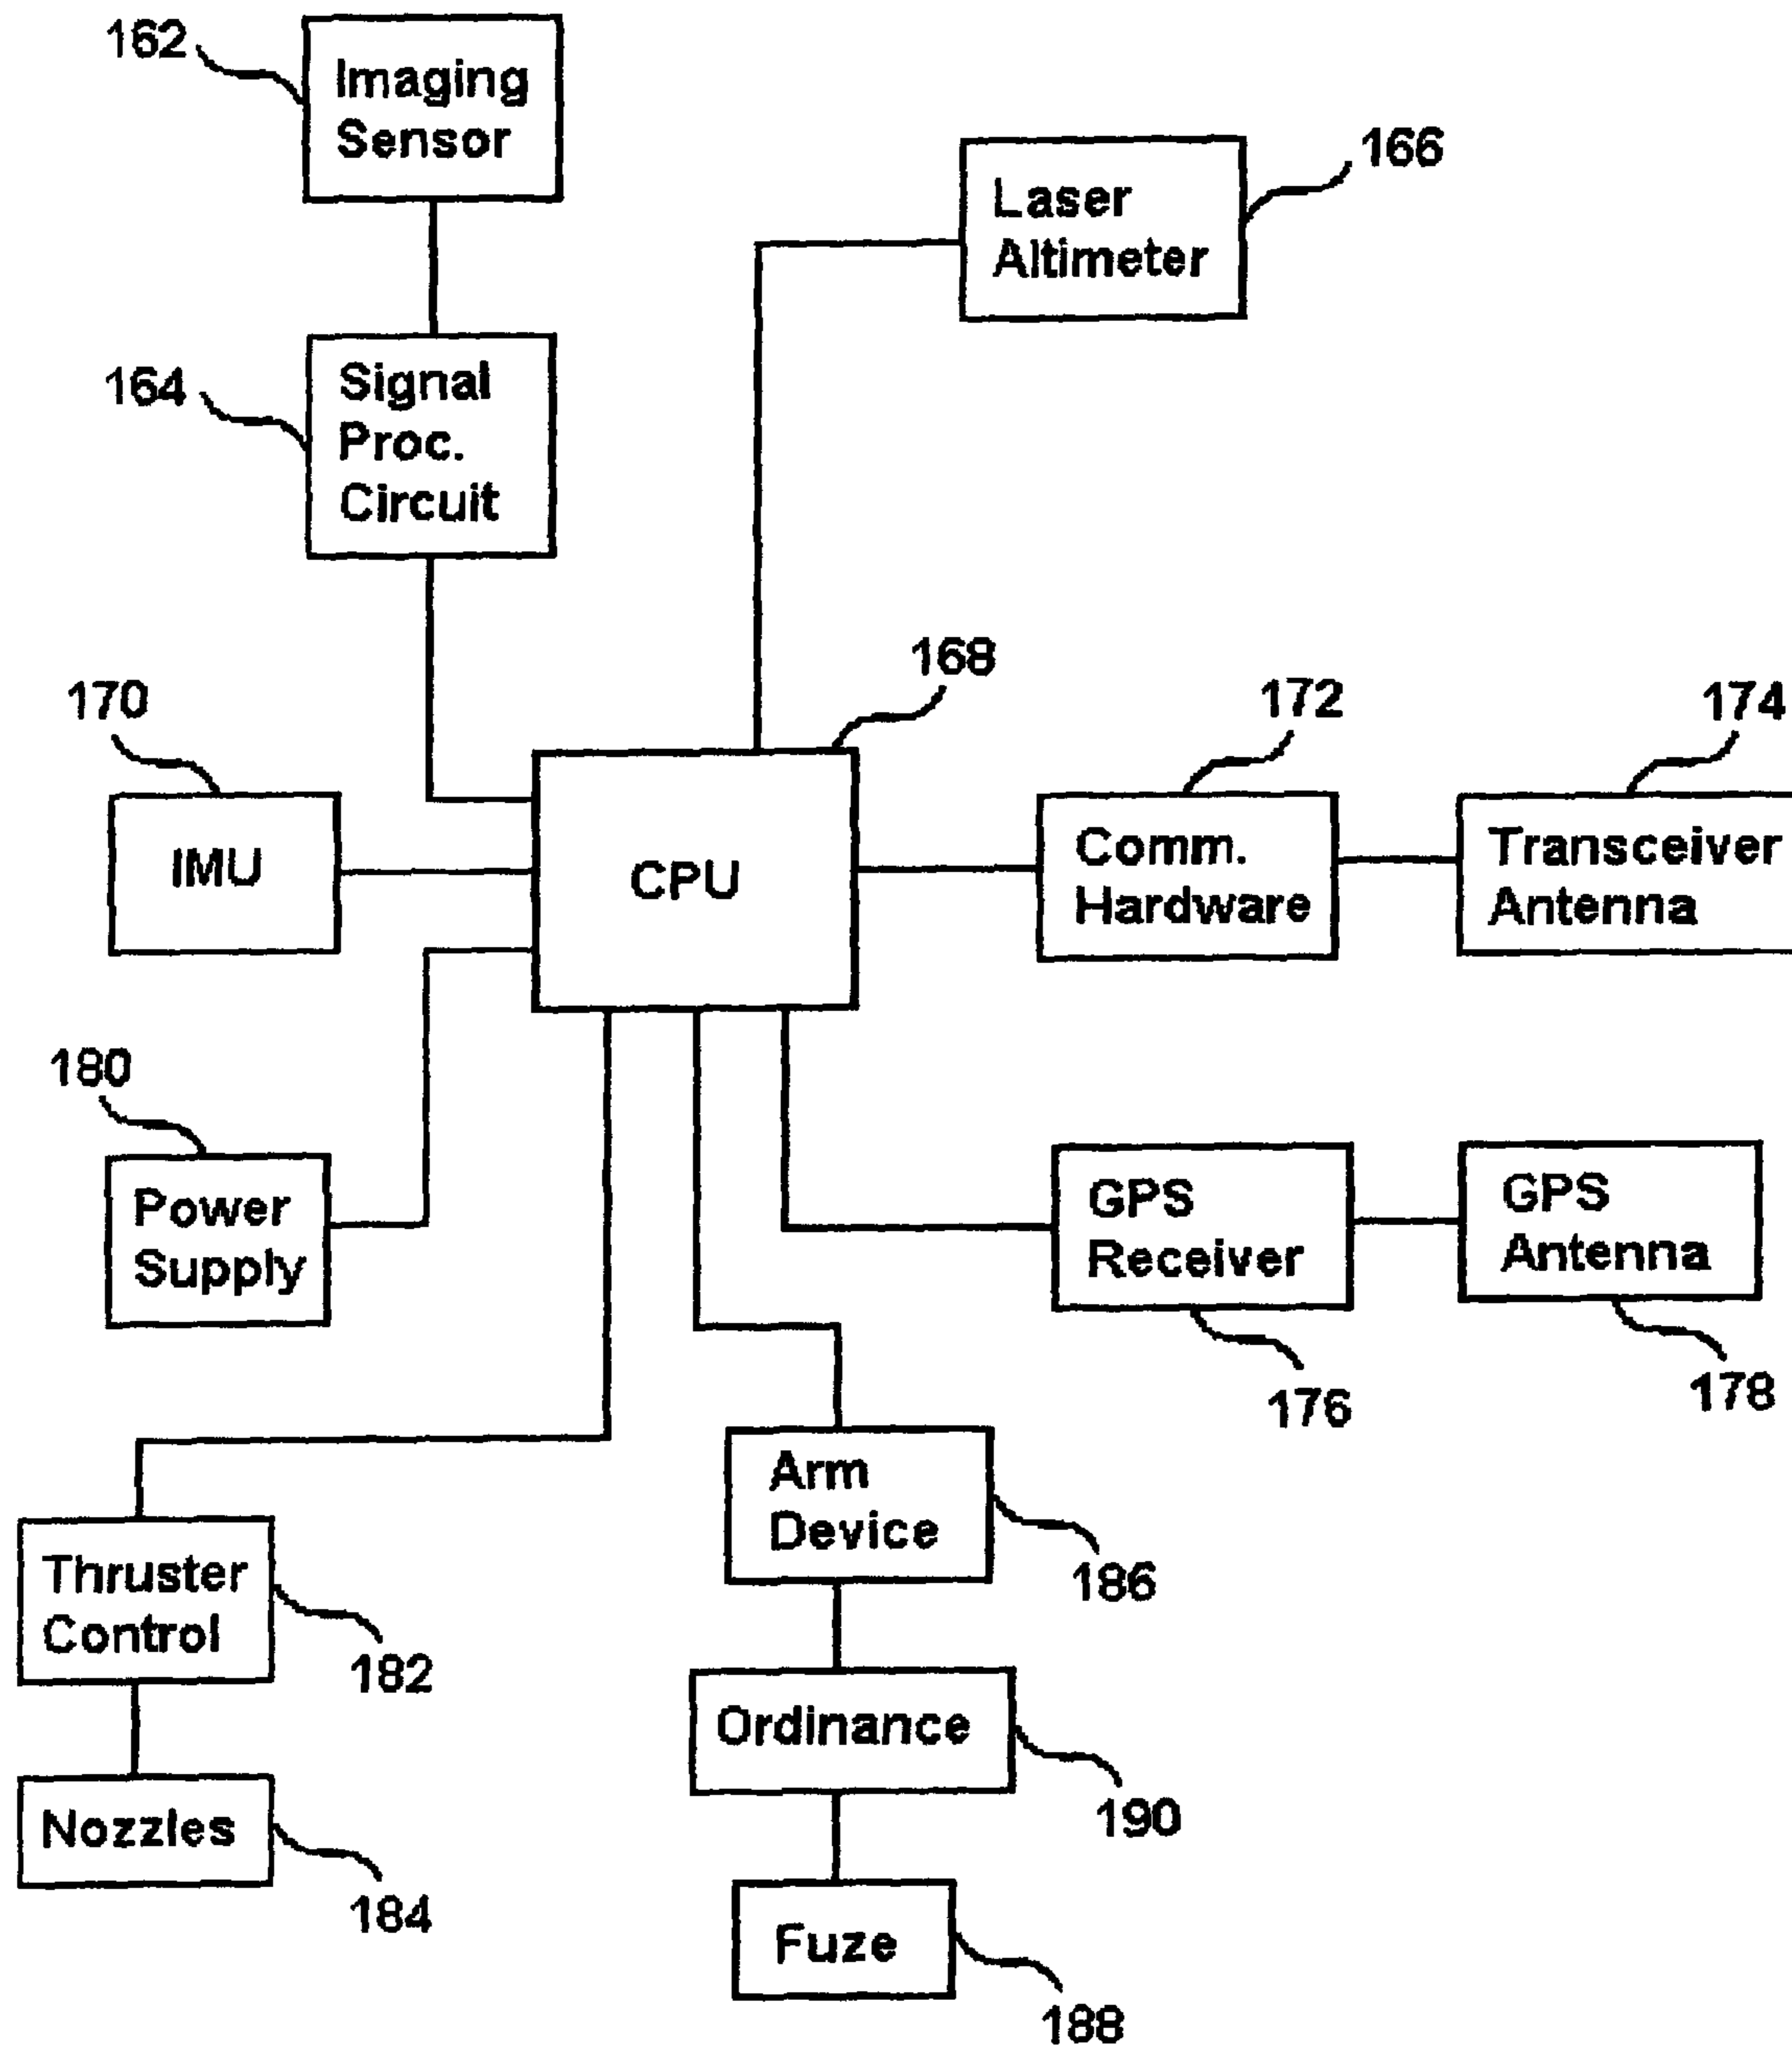 162
Imaging
Sensor
166
Laser
Altimeter
164
Signal
Proc.
Circuit
168
170
172
174
IMU
CPU
Comm.
Hardware
Transceiver
Antenna
180
Power
Supply
GPS
Receiver
GPS
Antenna
176
178
Arm
Device
186
Thruster
Control
182
Ordinance
190
Nozzles
184
Fuze
188